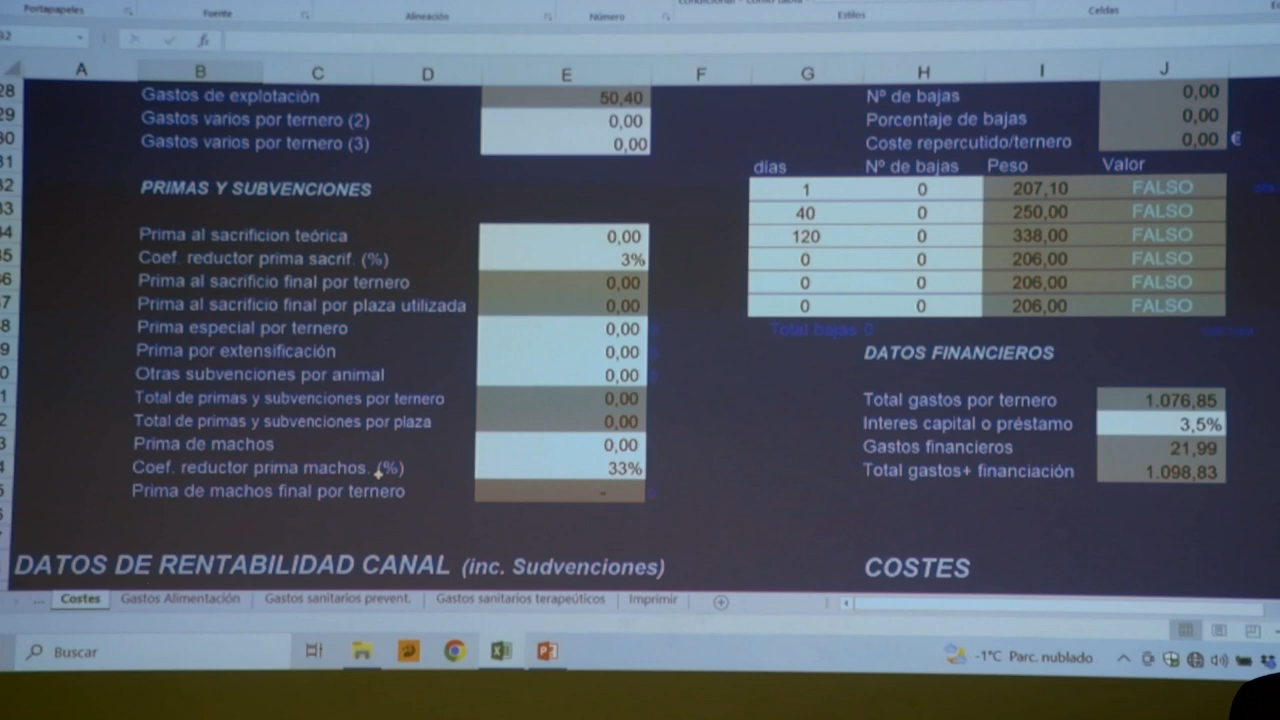 Portapapeles Fuente Alineación Número Estilos Celdas
fx
A B C D E F G H I J
28 Gastos de explotación 50,40 Nº de bajas 0,00
29 Gastos varios por ternero (2) 0,00 Porcentaje de bajas 0,00
30 Gastos varios por ternero (3) 0,00 Coste repercutido/ternero 0,00 €
31 días Nº de bajas Peso Valor
32 PRIMAS Y SUBVENCIONES 1 0 207,10 FALSO
33 40 0 250,00 FALSO
34 Prima al sacrificion teórica 0,00 120 0 338,00 FALSO
35 Coef. reductor prima sacrif. (%) 3% 0 0 206,00 FALSO
36 Prima al sacrificio final por ternero 0,00 0 0 206,00 FALSO
37 Prima al sacrificio final por plaza utilizada 0,00 0 0 206,00 FALSO
8 Prima especial por ternero 0,00 Total bajas 0
9 Prima por extensificación 0,00 DATOS FINANCIEROS
0 Otras subvenciones por animal 0,00
1 Total de primas y subvenciones por ternero 0,00 Total gastos por ternero 1.076,85
2 Total de primas y subvenciones por plaza 0,00 Interes capital o préstamo 3,5%
3 Prima de machos 0,00 Gastos financieros 21,99
4 Coef. reductor prima machos. (%) 33% Total gastos+ financiación 1.098,83
5 Prima de machos final por ternero -
6
DATOS DE RENTABILIDAD CANAL (inc. Sudvenciones) COSTES
... Costes Gastos Alimentación Gastos sanitarios prevent. Gastos sanitarios terapeúticos Imprimir
Buscar -1°C Parc. nublado